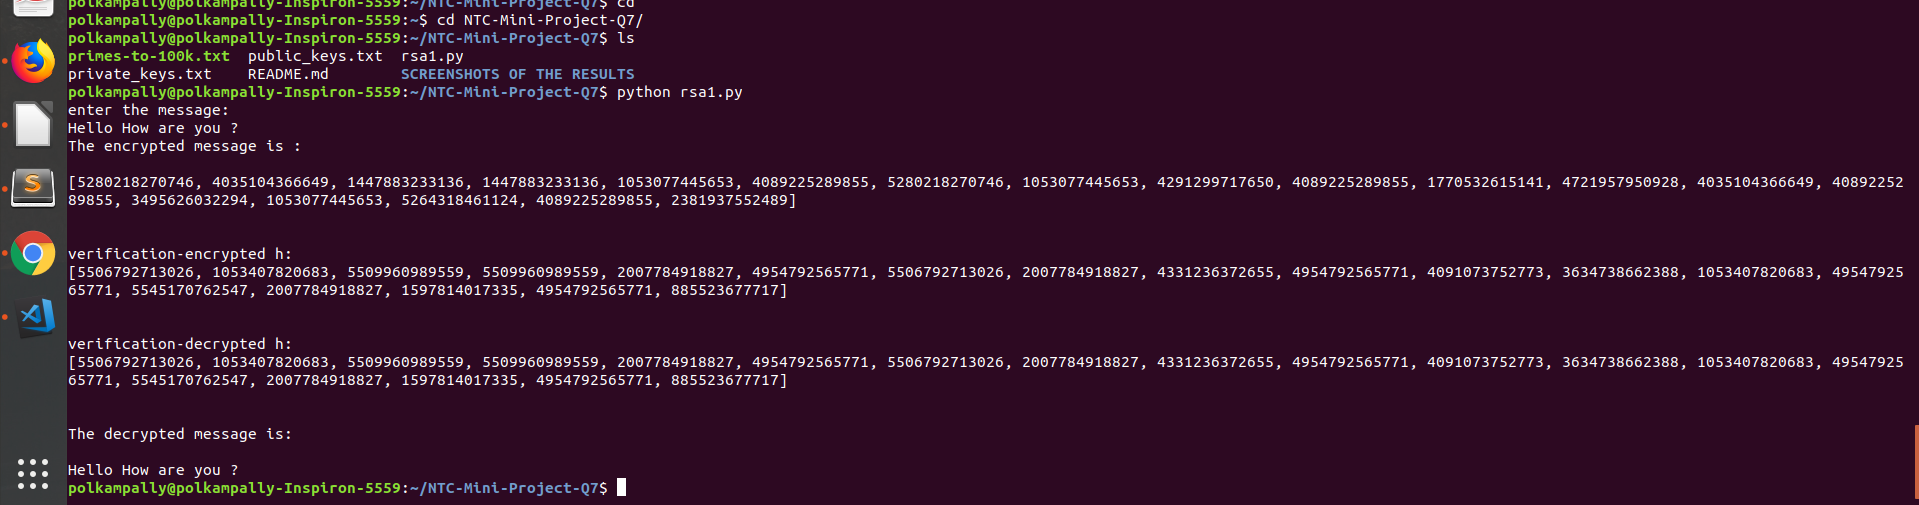 polkampally@polkampally-Inspiron-5559:~/NTC-Mini-Project-Q7$ cd
polkampally@polkampally-Inspiron-5559:~$ cd NTC-Mini-Project-Q7/
polkampally@polkampally-Inspiron-5559:~/NTC-Mini-Project-Q7$ ls
primes-to-100k.txt  public_keys.txt  rsa1.py
private_keys.txt    README.md        SCREENSHOTS OF THE RESULTS
polkampally@polkampally-Inspiron-5559:~/NTC-Mini-Project-Q7$ python rsa1.py
enter the message:
Hello How are you ?
The encrypted message is :
[5280218270746, 4035104366649, 1447883233136, 1447883233136, 1053077445653, 4089225289855, 5280218270746, 1053077445653, 4291299717650, 4089225289855, 1770532615141, 4721957950928, 4035104366649, 4089225
289855, 3495626032294, 1053077445653, 5264318461124, 4089225289855, 2381937552489]
verification-encrypted h:
[5506792713026, 1053407820683, 5509960989559, 5509960989559, 2007784918827, 4954792565771, 5506792713026, 2007784918827, 4331236372655, 4954792565771, 4091073752773, 3634738662388, 1053407820683, 4954792
565771, 5545170762547, 2007784918827, 1597814017335, 4954792565771, 885523677717]
verification-decrypted h:
[5506792713026, 1053407820683, 5509960989559, 5509960989559, 2007784918827, 4954792565771, 5506792713026, 2007784918827, 4331236372655, 4954792565771, 4091073752773, 3634738662388, 1053407820683, 4954792
565771, 5545170762547, 2007784918827, 1597814017335, 4954792565771, 885523677717]
The decrypted message is:
Hello How are you ?
polkampally@polkampally-Inspiron-5559:~/NTC-Mini-Project-Q7$